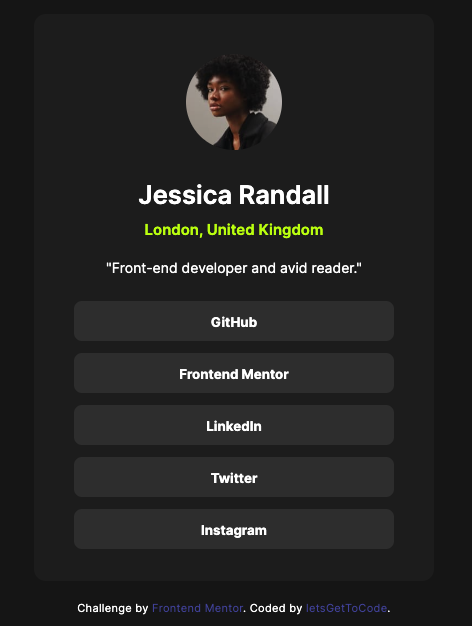 Jessica Randall
London, United Kingdom
"Front-end developer and avid reader."
GitHub
Frontend Mentor
LinkedIn
Twitter
Instagram
Challenge by Frontend Mentor. Coded by letsGetToCode.